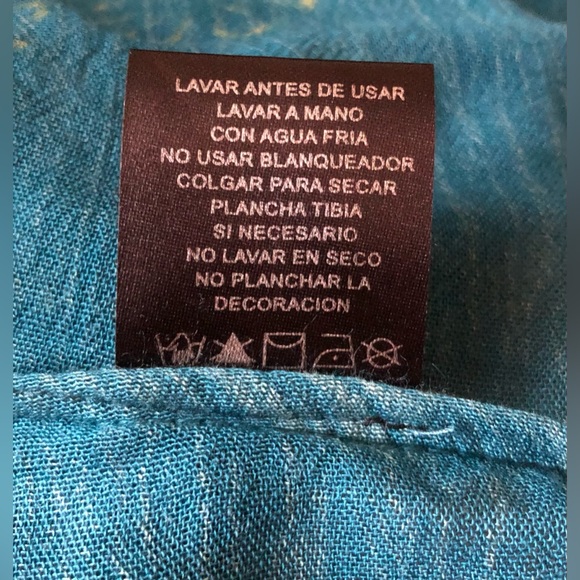 LAVAR ANTES DE USAR
LAVAR A MANO
CON AGUA FRIA
NO USAR BLANQUEADOR
COLGAR PARA SECAR
PLANCHA TIBIA
SI NECESARIO
NO LAVAR EN SECO
NO PLANCHAR LA
DECORACION